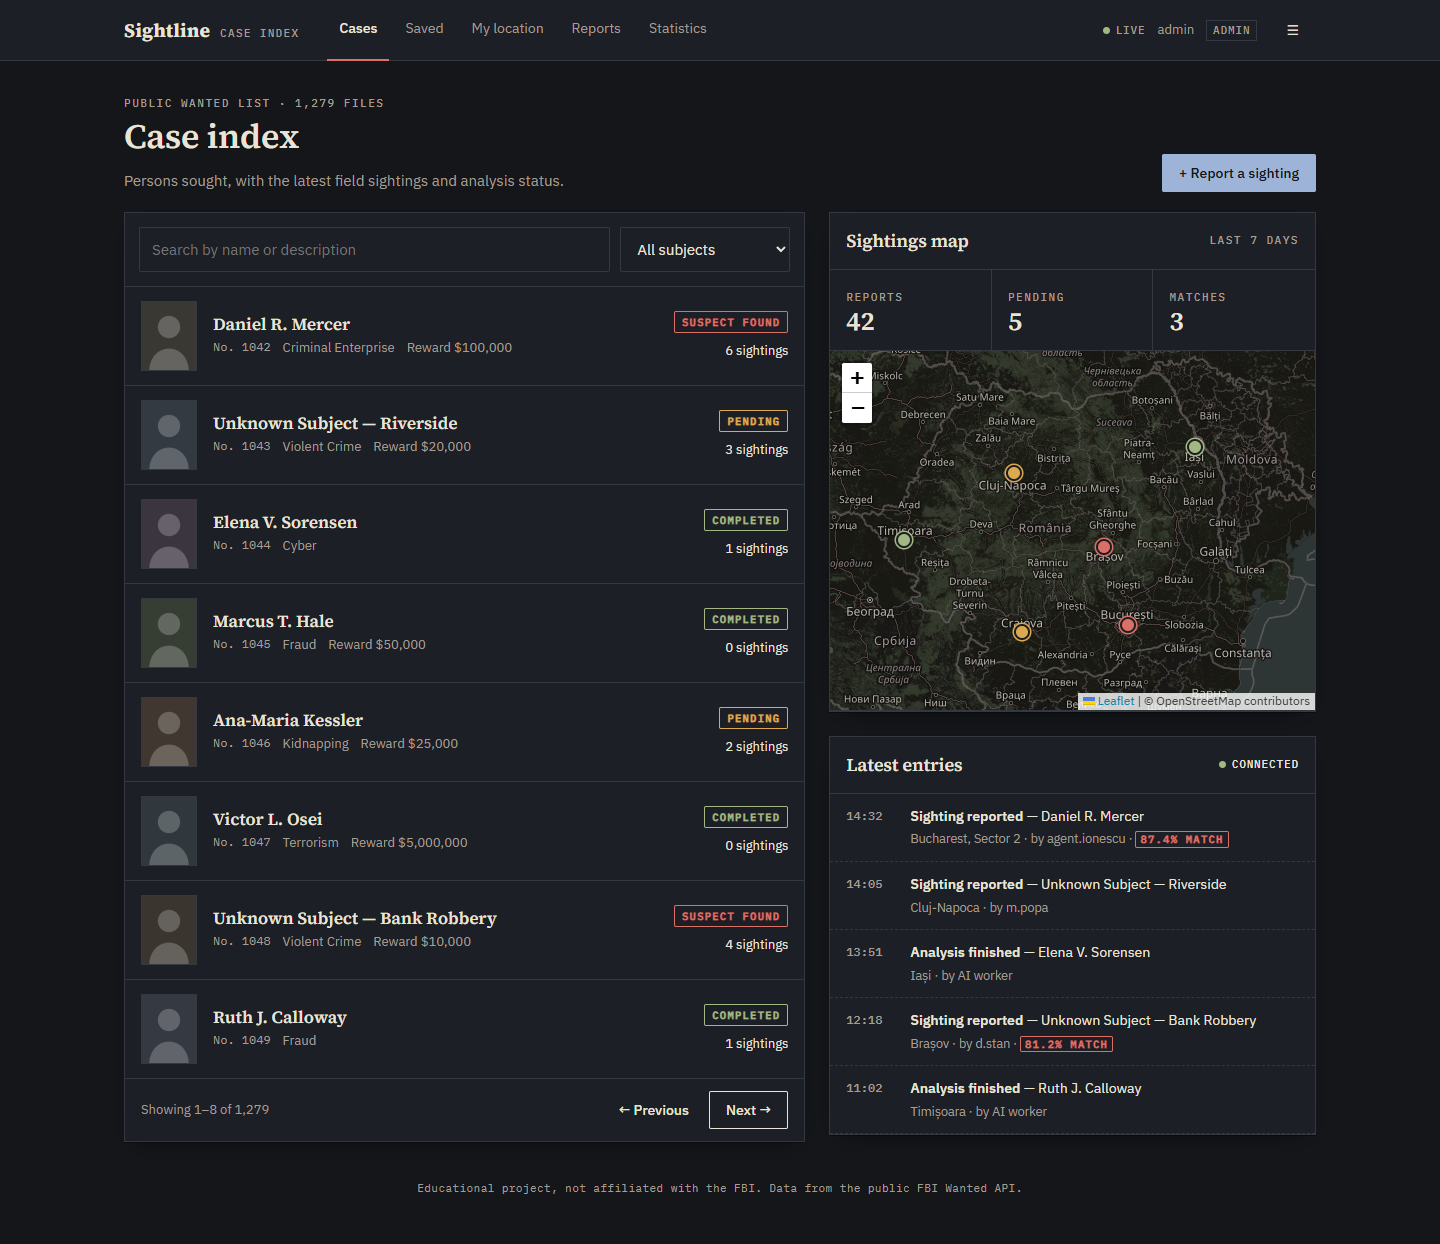 Sightline CASE INDEX Cases Saved My location Reports Statistics LIVE admin ADMIN ☰
PUBLIC WANTED LIST · 1,279 FILES
Case index
Persons sought, with the latest field sightings and analysis status.
+ Report a sighting
Search by name or description All subjects
Daniel R. Mercer SUSPECT FOUND
No. 1042 Criminal Enterprise Reward $100,000 6 sightings
Unknown Subject — Riverside PENDING
No. 1043 Violent Crime Reward $20,000 3 sightings
Elena V. Sorensen COMPLETED
No. 1044 Cyber 1 sightings
Marcus T. Hale COMPLETED
No. 1045 Fraud Reward $50,000 0 sightings
Ana-Maria Kessler PENDING
No. 1046 Kidnapping Reward $25,000 2 sightings
Victor L. Osei COMPLETED
No. 1047 Terrorism Reward $5,000,000 0 sightings
Unknown Subject — Bank Robbery SUSPECT FOUND
No. 1048 Violent Crime Reward $10,000 4 sightings
Ruth J. Calloway COMPLETED
No. 1049 Fraud 1 sightings
Showing 1–8 of 1,279 ← Previous Next →
Sightings map LAST 7 DAYS
REPORTS PENDING MATCHES
42 5 3
+
−
область
Miskolc
Чернівецька
область
Satu Mare
Botoșani
Debrecen
Baia Mare
Suceava
Bălți
Zalău
Piatra-
Neamț
Iași
Moldova
Oradea
Bistrița
Vaslui
Cluj-Napoca
Târgu Mureș
Bacău
Szeged
Arad
Bârlad
Sfântu
Gheorghe
Cahul
Timișoara
Deva
România
Brașov
Focșani
Galați
Reșița
Râmnicu
Vâlcea
Tulcea
Drobeta-
Turnu
Severin
Ploiești
Buzău
Београд
Pitești
București
Craiova
Slobozia
Србија
Видин
Alexandria
Русе
Călărași
Constanța
Централна
Србија
Плевен
Разград
Нови Пазар
Ниш
Враца
Варна
Leaflet | © OpenStreetMap contributors
Latest entries CONNECTED
14:32 Sighting reported — Daniel R. Mercer
Bucharest, Sector 2 · by agent.ionescu · 87.4% MATCH
14:05 Sighting reported — Unknown Subject — Riverside
Cluj-Napoca · by m.popa
13:51 Analysis finished — Elena V. Sorensen
Iași · by AI worker
12:18 Sighting reported — Unknown Subject — Bank Robbery
Brașov · by d.stan · 81.2% MATCH
11:02 Analysis finished — Ruth J. Calloway
Timișoara · by AI worker
Educational project, not affiliated with the FBI. Data from the public FBI Wanted API.